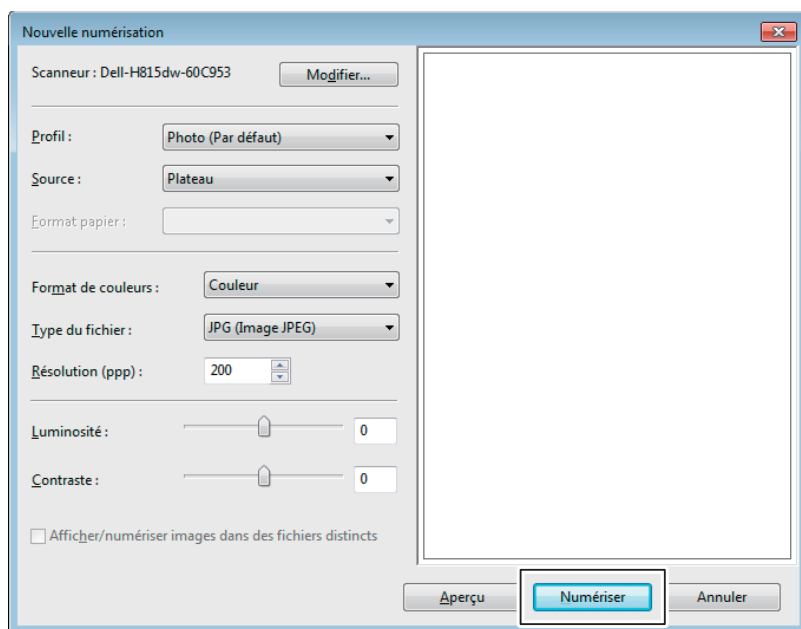 Nouvelle numérisation
Scanneur : Dell-H815dw-60C953 Modifier...
Profil : Photo (Par défaut)
Source : Plateau
Format papier :
Format de couleurs : Couleur
Type du fichier : JPG (Image JPEG)
Résolution (ppp) : 200
Luminosité : 0
Contraste : 0
Afficher/numériser images dans des fichiers distincts
Aperçu Numériser Annuler